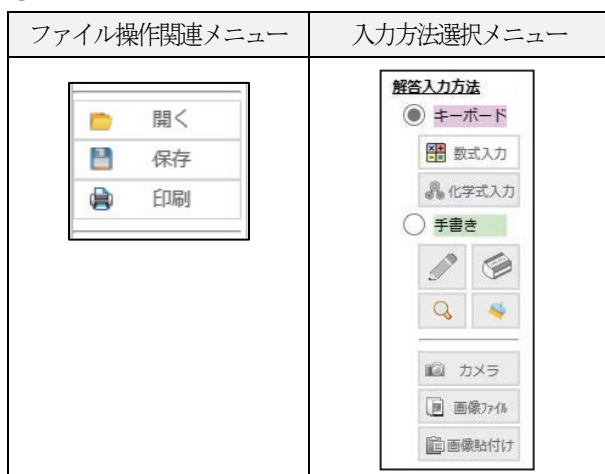 ファイル操作関連メニュー
入力方法選択メニュー
開く
保存
印刷
解答入力方法
キーボード
数式入力
化学式入力
手書き
カメラ
画像ファイル
画像貼付け